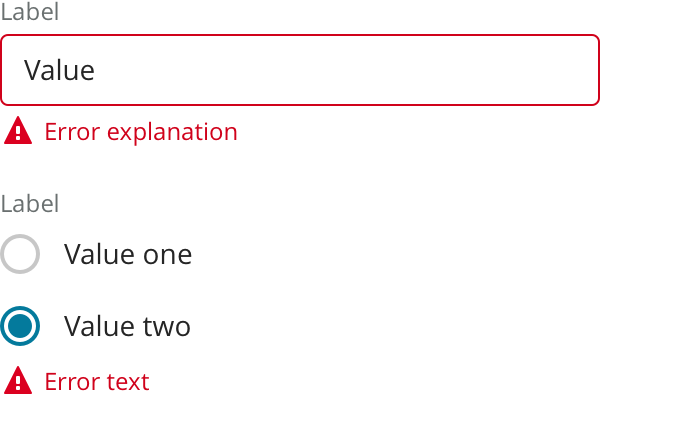 Label
Value
Error explanation
Label
Value one
Value two
Error text